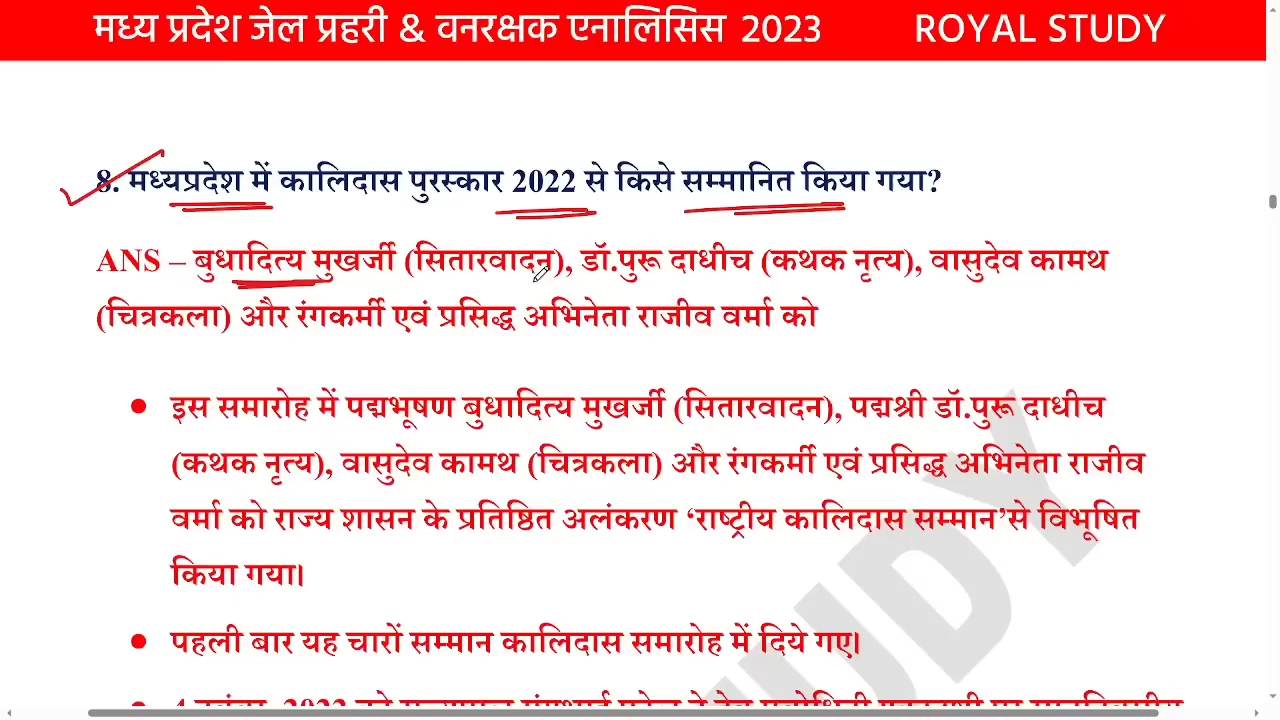 मध्य प्रदेश जेल प्रहरी & वनरक्षक एनालिसिस 2023 ROYAL STUDY
8. मध्यप्रदेश में कालिदास पुरस्कार 2022 से किसे सम्मानित किया गया?
ANS – बुधादित्य मुखर्जी (सितारवादन), डॉ.पुरू दाधीच (कथक नृत्य), वासुदेव कामथ
(चित्रकला) और रंगकर्मी एवं प्रसिद्ध अभिनेता राजीव वर्मा को
• इस समारोह में पद्मभूषण बुधादित्य मुखर्जी (सितारवादन), पद्मश्री डॉ.पुरू दाधीच
(कथक नृत्य), वासुदेव कामथ (चित्रकला) और रंगकर्मी एवं प्रसिद्ध अभिनेता राजीव
वर्मा को राज्य शासन के प्रतिष्ठित अलंकरण ‘राष्ट्रीय कालिदास सम्मान’से विभूषित
किया गया।
• पहली बार यह चारों सम्मान कालिदास समारोह में दिये गए।
STUDY